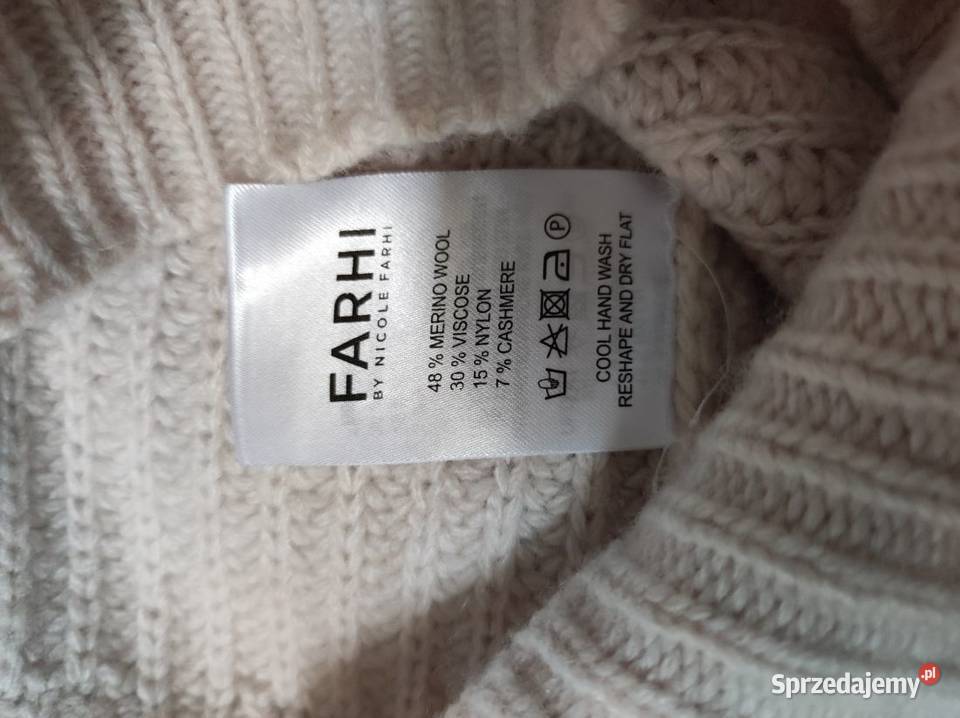 FARHI
BY NICOLE FARHI
48 % MERINO WOOL
30 % VISCOSE
15 % NYLON
7 % CASHMERE
P
COOL HAND WASH
RESHAPE AND DRY FLAT
Sprzedajemy.pl